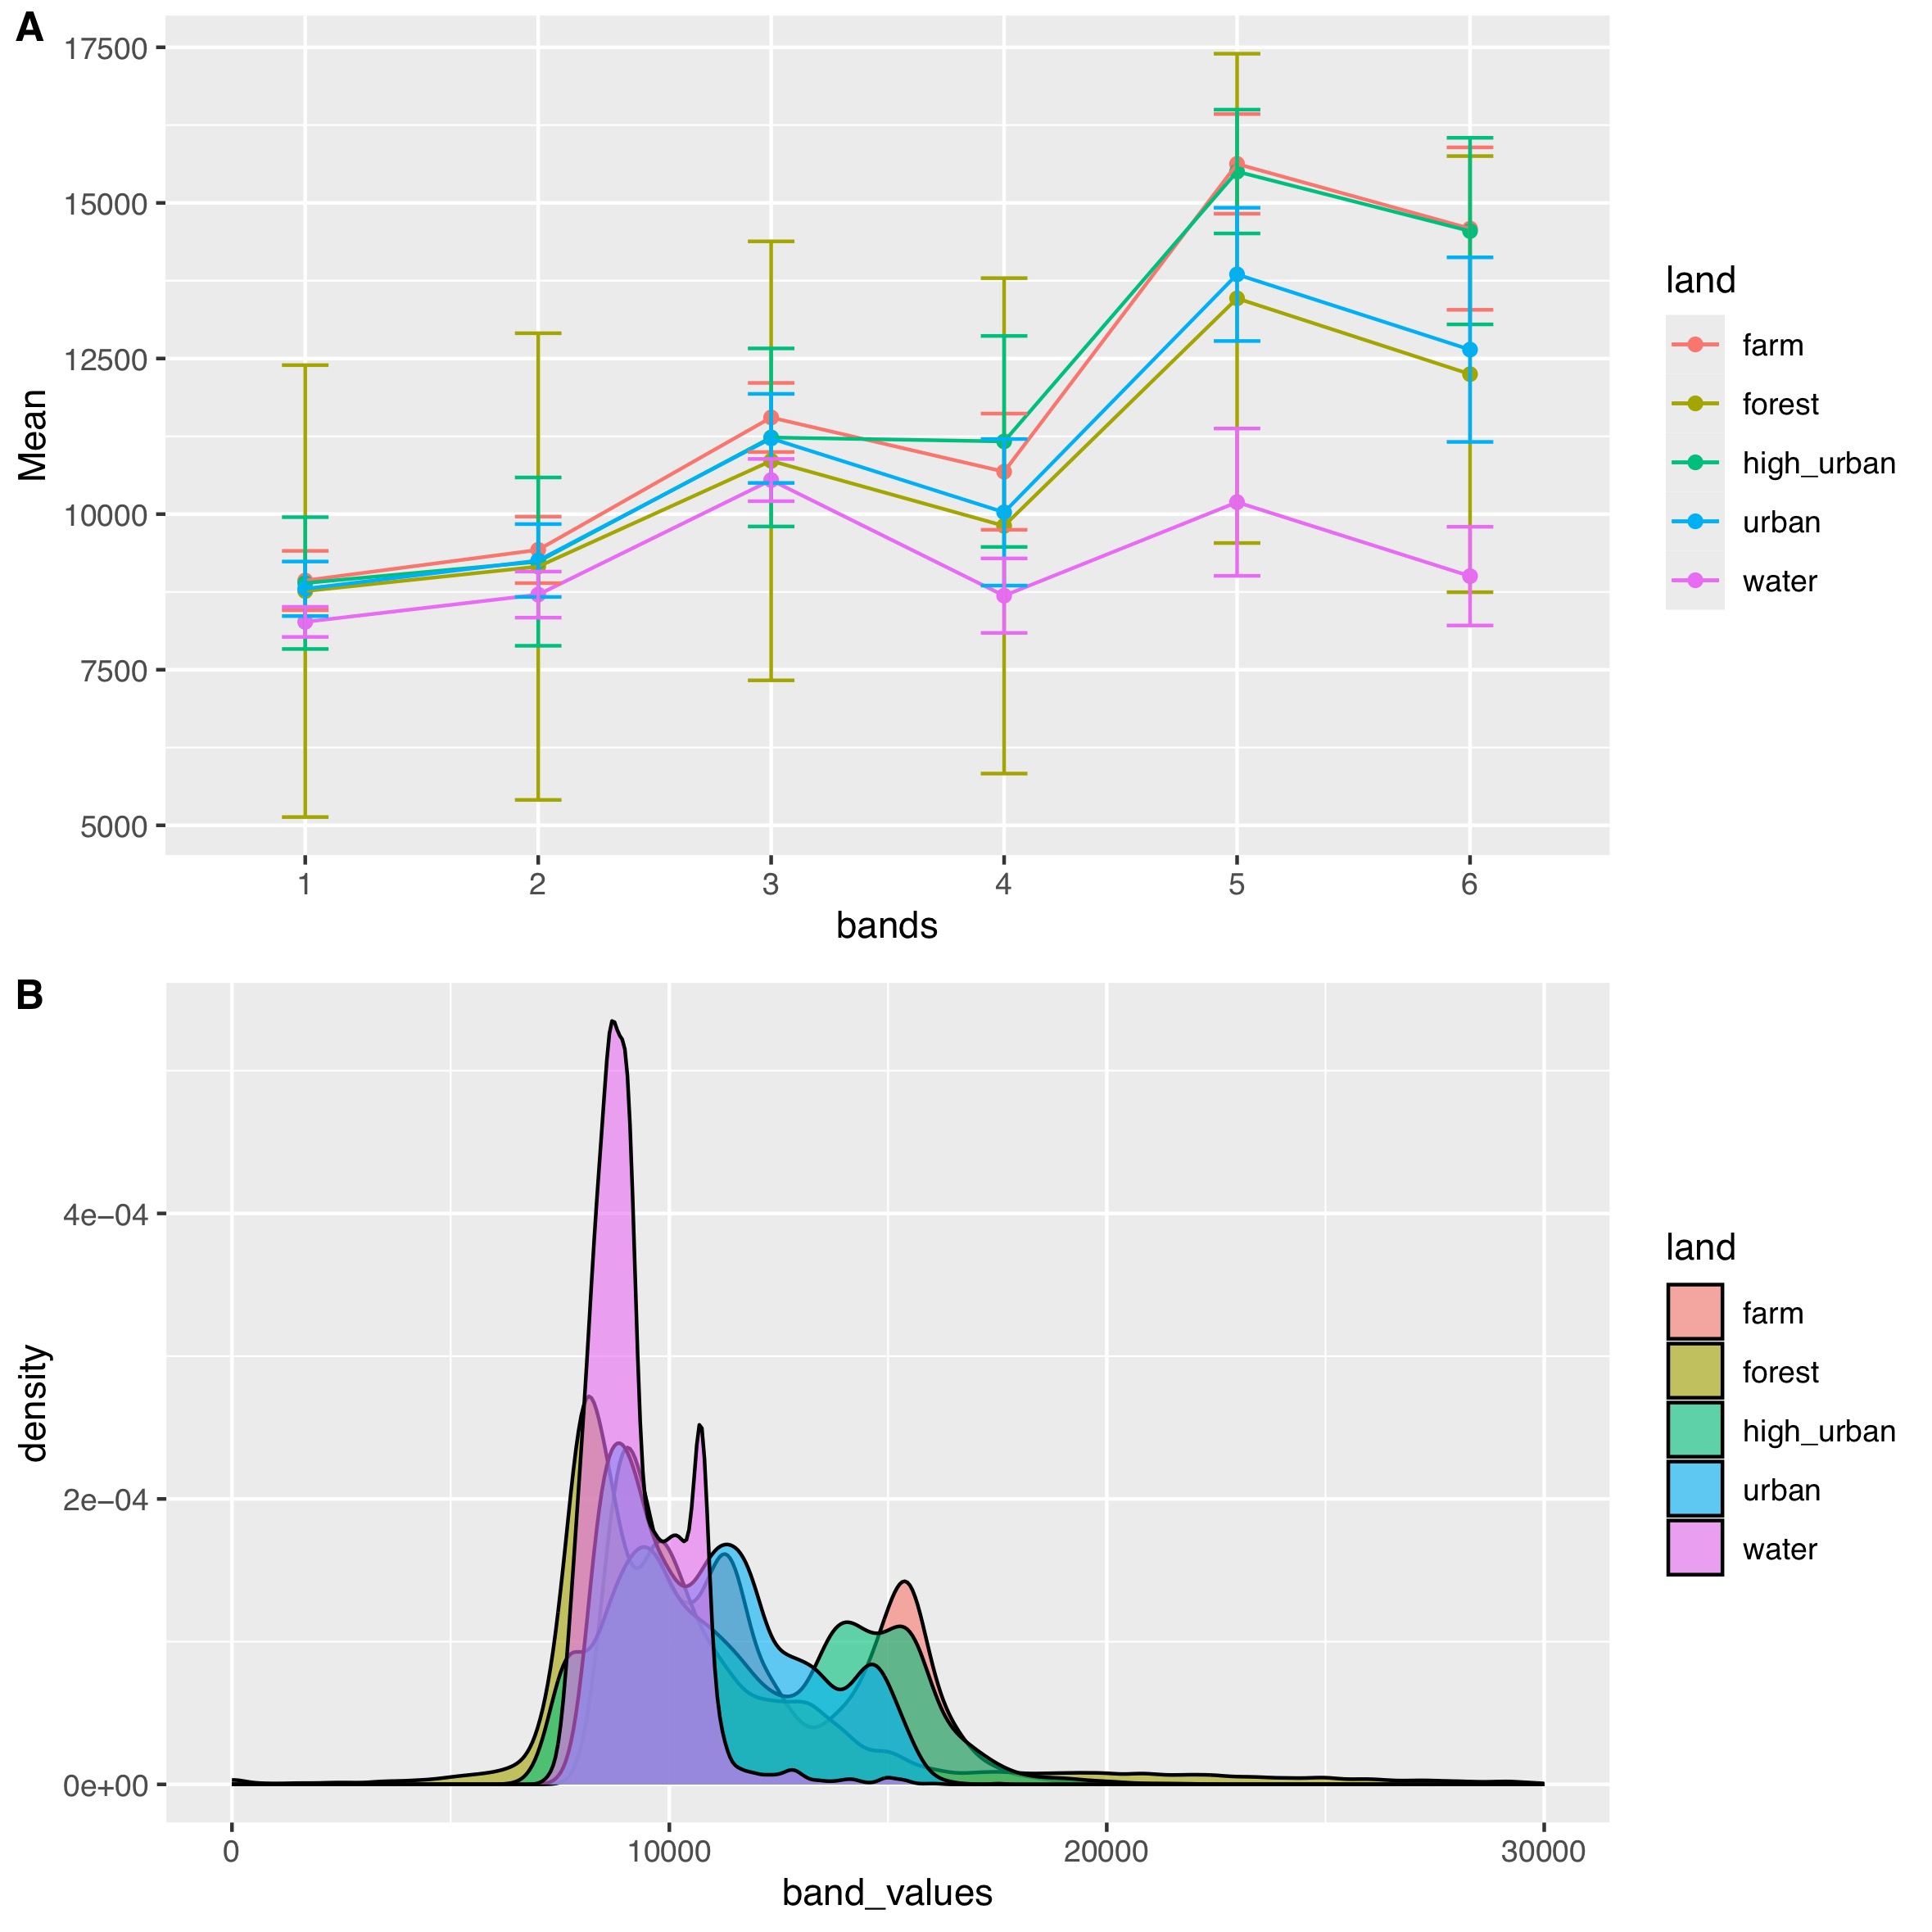 A
17500
15000
12500
10000
7500
5000
Mean
1 2 3 4 5 6
bands
land
farm
forest
high_urban
urban
water
B
4e−04
2e−04
0e+00
density
0 10000 20000 30000
band_values
land
farm
forest
high_urban
urban
water